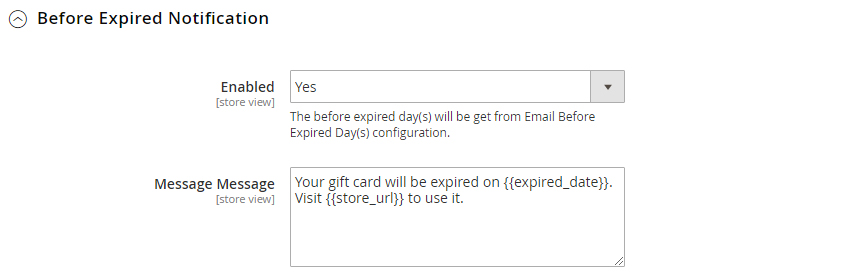 Before Expired Notification
Enabled
Yes
[store view]
The before expired day(s) will be get from Email Before
Expired Day(s) configuration.
Message Message
[store view]
Your gift card will be expired on {{expired_date}}.
Visit {{store_url}} to use it.